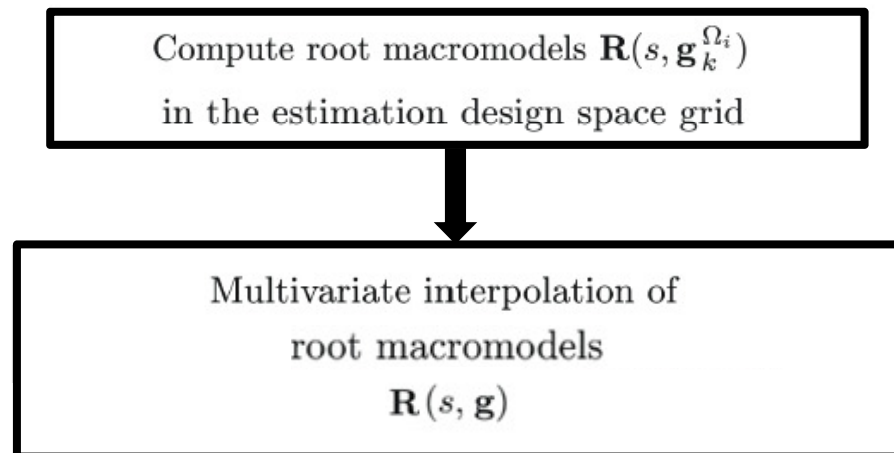 Compute root macromodels R(s, g_k^{Ω_i})
in the estimation design space grid
Multivariate interpolation of
root macromodels
R(s, g)